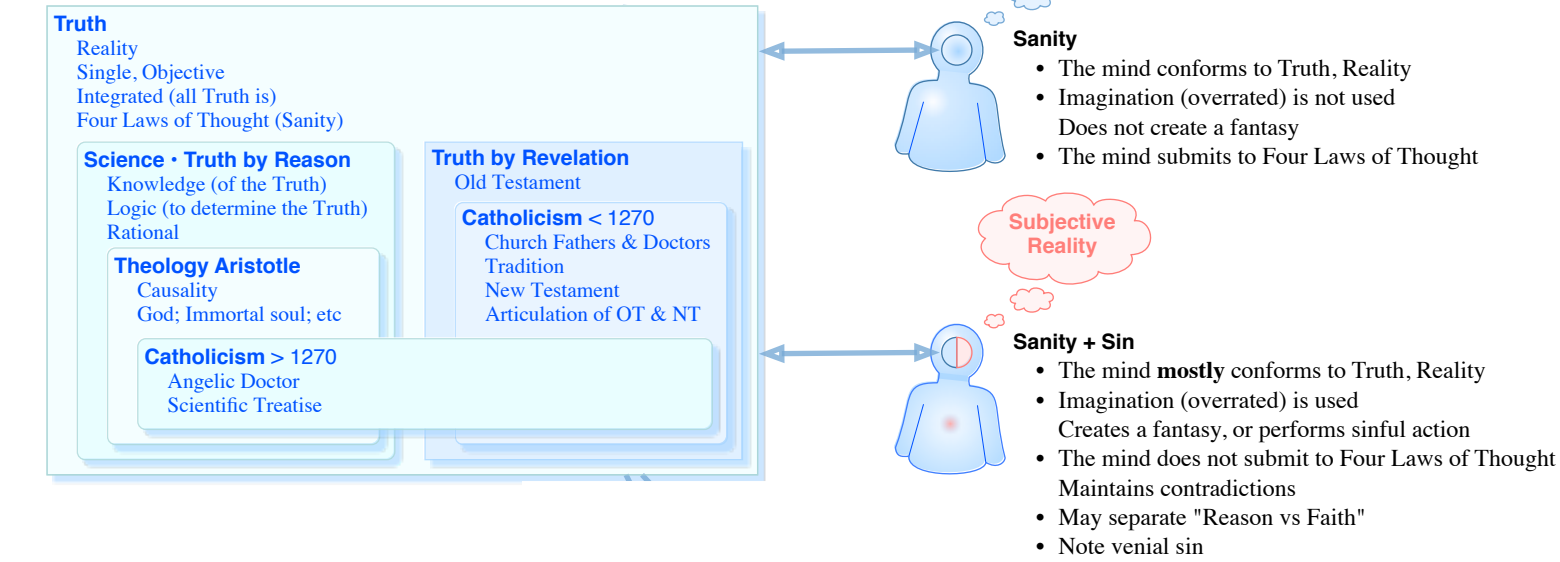 Truth
Reality
Single, Objective
Integrated (all Truth is)
Four Laws of Thought (Sanity)
Science • Truth by Reason
Knowledge (of the Truth)
Logic (to determine the Truth)
Rational
Theology Aristotle
Causality
God; Immortal soul; etc
Truth by Revelation
Old Testament
Catholicism < 1270
Church Fathers & Doctors
Tradition
New Testament
Articulation of OT & NT
Catholicism > 1270
Angelic Doctor
Scientific Treatise
Sanity
• The mind conforms to Truth, Reality
• Imagination (overrated) is not used
Does not create a fantasy
• The mind submits to Four Laws of Thought
Subjective
Reality
Sanity + Sin
• The mind mostly conforms to Truth, Reality
• Imagination (overrated) is used
Creates a fantasy, or performs sinful action
• The mind does not submit to Four Laws of Thought
Maintains contradictions
• May separate "Reason vs Faith"
• Note venial sin